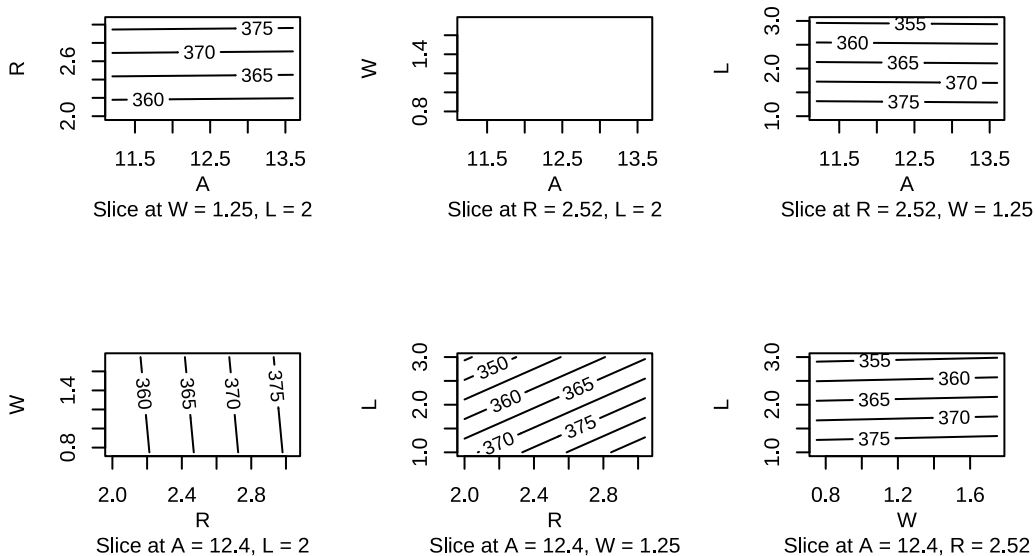 R
2.0 2.6
375
370
365
360
11.5 12.5 13.5
A
Slice at W = 1.25, L = 2
W
0.8 1.4
11.5 12.5 13.5
A
Slice at R = 2.52, L = 2
L
1.0 2.0 3.0
355
360
365
370
375
11.5 12.5 13.5
A
Slice at R = 2.52, W = 1.25
W
0.8 1.4
360 365 370 375
2.0 2.4 2.8
R
Slice at A = 12.4, L = 2
L
1.0 2.0 3.0
350
360 365
370 375
2.0 2.4 2.8
R
Slice at A = 12.4, W = 1.25
L
1.0 2.0 3.0
355
360
365
370
375
0.8 1.2 1.6
W
Slice at A = 12.4, R = 2.52